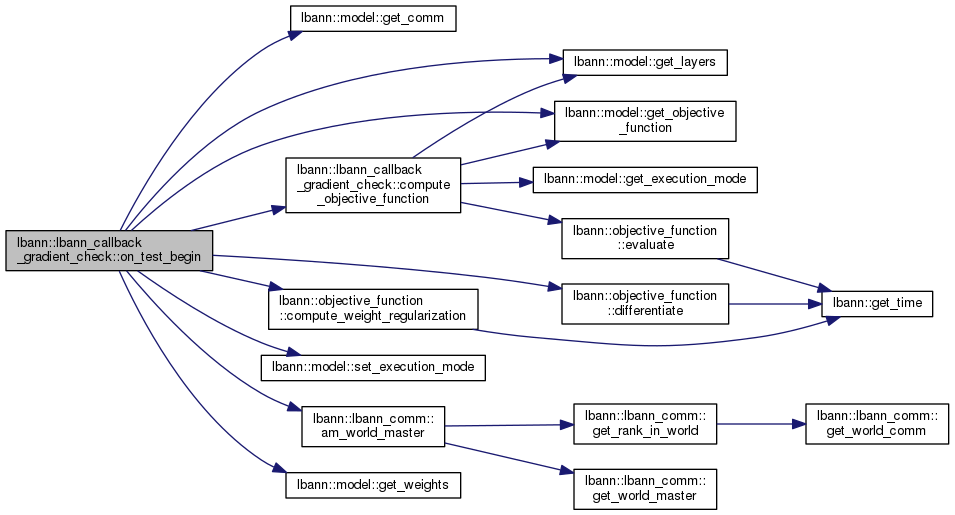 lbann::model::get_comm
lbann::model::get_layers
lbann::model::get_objective
_function
lbann::lbann_callback
_gradient_check::compute
_objective_function
lbann::model::get_execution_mode
lbann::objective_function
::evaluate
lbann::lbann_callback
_gradient_check::on_test_begin
lbann::objective_function
::compute_weight_regularization
lbann::objective_function
::differentiate
lbann::get_time
lbann::model::set_execution_mode
lbann::lbann_comm::
am_world_master
lbann::lbann_comm::
get_rank_in_world
lbann::lbann_comm::
get_world_comm
lbann::model::get_weights
lbann::lbann_comm::
get_world_master